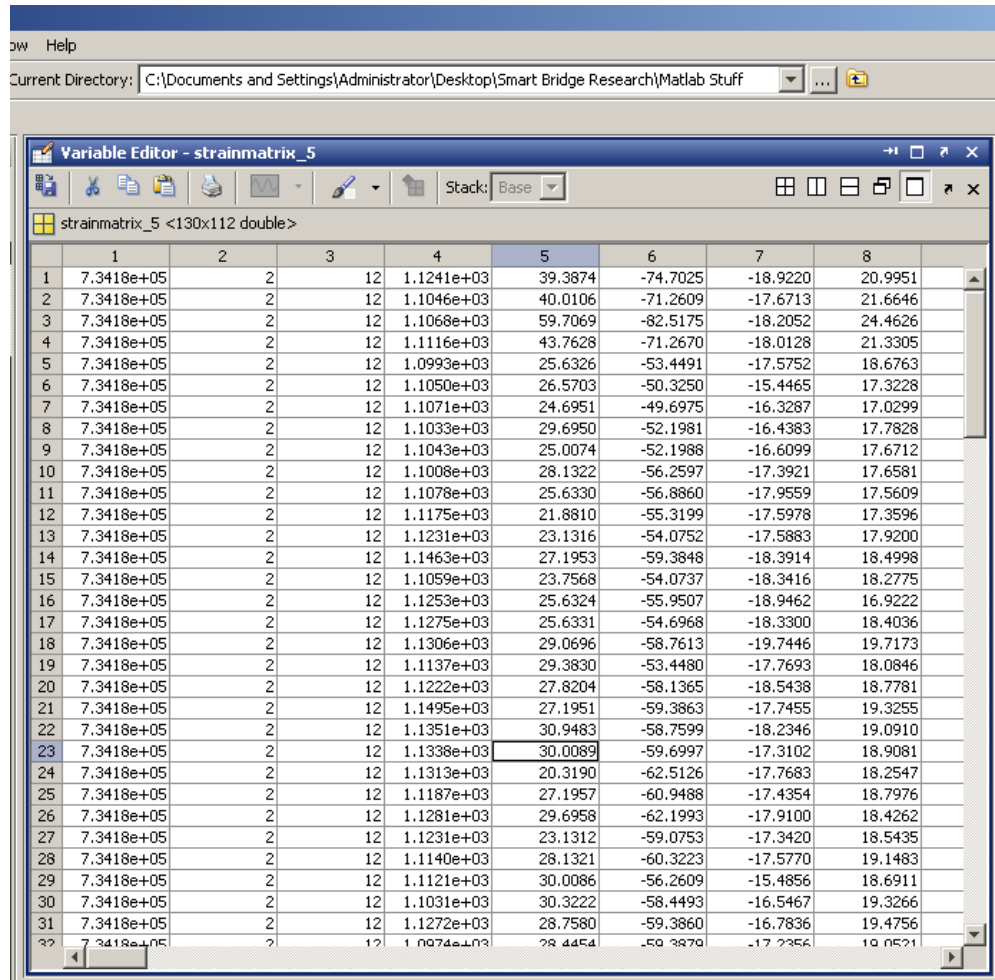 ow Help
Current Directory: C:\Documents and Settings\Administrator\Desktop\Smart Bridge Research\Matlab Stuff ...
Variable Editor - strainmatrix_5
Stack: Base
strainmatrix_5 <130x112 double>
1 2 3 4 5 6 7 8
1 7.3418e+05 2 12 1.1241e+03 39.3874 -74.7025 -18.9220 20.9951
2 7.3418e+05 2 12 1.1046e+03 40.0106 -71.2609 -17.6713 21.6646
3 7.3418e+05 2 12 1.1068e+03 59.7069 -82.5175 -18.2052 24.4626
4 7.3418e+05 2 12 1.1116e+03 43.7628 -71.2670 -18.0128 21.3305
5 7.3418e+05 2 12 1.0993e+03 25.6326 -53.4491 -17.5752 18.6763
6 7.3418e+05 2 12 1.1050e+03 26.5703 -50.3250 -15.4465 17.3228
7 7.3418e+05 2 12 1.1071e+03 24.6951 -49.6975 -16.3287 17.0299
8 7.3418e+05 2 12 1.1033e+03 29.6950 -52.1981 -16.4383 17.7828
9 7.3418e+05 2 12 1.1043e+03 25.0074 -52.1988 -16.6099 17.6712
10 7.3418e+05 2 12 1.1008e+03 28.1322 -56.2597 -17.3921 17.6581
11 7.3418e+05 2 12 1.1078e+03 25.6330 -56.8860 -17.9559 17.5609
12 7.3418e+05 2 12 1.1175e+03 21.8810 -55.3199 -17.5978 17.3596
13 7.3418e+05 2 12 1.1231e+03 23.1316 -54.0752 -17.5883 17.9200
14 7.3418e+05 2 12 1.1463e+03 27.1953 -59.3848 -18.3914 18.4998
15 7.3418e+05 2 12 1.1059e+03 23.7568 -54.0737 -18.3416 18.2775
16 7.3418e+05 2 12 1.1253e+03 25.6324 -55.9507 -18.9462 16.9222
17 7.3418e+05 2 12 1.1275e+03 25.6331 -54.6968 -18.3300 18.4036
18 7.3418e+05 2 12 1.1306e+03 29.0696 -58.7613 -19.7446 19.7173
19 7.3418e+05 2 12 1.1137e+03 29.3830 -53.4480 -17.7693 18.0846
20 7.3418e+05 2 12 1.1222e+03 27.8204 -58.1365 -18.5438 18.7781
21 7.3418e+05 2 12 1.1495e+03 27.1951 -59.3863 -17.7455 19.3255
22 7.3418e+05 2 12 1.1351e+03 30.9483 -58.7599 -18.2346 19.0910
23 7.3418e+05 2 12 1.1338e+03 30.0089 -59.6997 -17.3102 18.9081
24 7.3418e+05 2 12 1.1313e+03 20.3190 -62.5126 -17.7683 18.2547
25 7.3418e+05 2 12 1.1187e+03 27.1957 -60.9488 -17.4354 18.7976
26 7.3418e+05 2 12 1.1281e+03 29.6958 -62.1993 -17.9100 18.4262
27 7.3418e+05 2 12 1.1231e+03 23.1312 -59.0753 -17.3420 18.5435
28 7.3418e+05 2 12 1.1140e+03 28.1321 -60.3223 -17.5770 19.1483
29 7.3418e+05 2 12 1.1121e+03 30.0086 -56.2609 -15.4856 18.6911
30 7.3418e+05 2 12 1.1031e+03 30.3222 -58.4493 -16.5467 19.3266
31 7.3418e+05 2 12 1.1272e+03 28.7580 -59.3860 -16.7836 19.4756
32 7.3418e+05 2 12 1.0974e+03 28.4454 -59.3879 -17.2356 19.0521